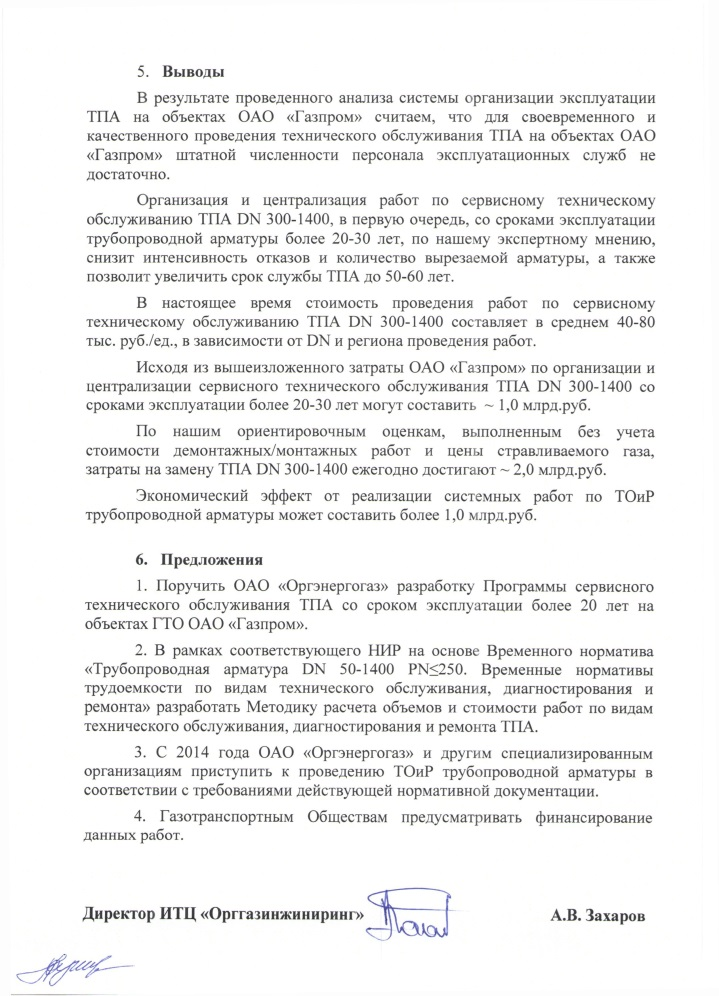 5. Выводы
В результате проведенного анализа системы организации эксплуатации
ТПА на объектах ОАО «Газпром» считаем, что для своевременного и
качественного проведения технического обслуживания ТПА на объектах ОАО
«Газпром» штатной численности персонала эксплуатационных служб не
достаточно.
Организация и централизация работ по сервисному техническому
обслуживанию ТПА DN 300-1400, в первую очередь, со сроками эксплуатации
трубопроводной арматуры более 20-30 лет, по нашему экспертному мнению,
снизит интенсивность отказов и количество вырезаемой арматуры, а также
позволит увеличить срок службы ТПА до 50-60 лет.
В настоящее время стоимость проведения работ по сервисному
техническому обслуживанию ТПА DN 300-1400 составляет в среднем 40-80
тыс. руб./ед., в зависимости от DN и региона проведения работ.
Исходя из вышеизложенного затраты ОАО «Газпром» по организации и
централизации сервисного технического обслуживания ТПА DN 300-1400 со
сроками эксплуатации более 20-30 лет могут составить ~ 1,0 млрд.руб.
По нашим ориентировочным оценкам, выполненным без учета
стоимости демонтажных/монтажных работ и цены стравливаемого газа,
затраты на замену ТПА DN 300-1400 ежегодно достигают ~ 2,0 млрд.руб.
Экономический эффект от реализации системных работ по ТОиР
трубопроводной арматуры может составить более 1,0 млрд.руб.
6. Предложения
1. Поручить ОАО «Оргэнергогаз» разработку Программы сервисного
технического обслуживания ТПА со сроком эксплуатации более 20 лет на
объектах ГТО ОАО «Газпром».
2. В рамках соответствующего НИР на основе Временного норматива
«Трубопроводная арматура DN 50-1400 PN≤250. Временные нормативы
трудоемкости по видам технического обслуживания, диагностирования и
ремонта» разработать Методику расчета объемов и стоимости работ по видам
технического обслуживания, диагностирования и ремонта ТПА.
3. С 2014 года ОАО «Оргэнергогаз» и другим специализированным
организациям приступить к проведению ТОиР трубопроводной арматуры в
соответствии с требованиями действующей нормативной документации.
4. Газотранспортным Обществам предусматривать финансирование
данных работ.
Директор ИТЦ «Оргтазинжиниринг» А.В. Захаров